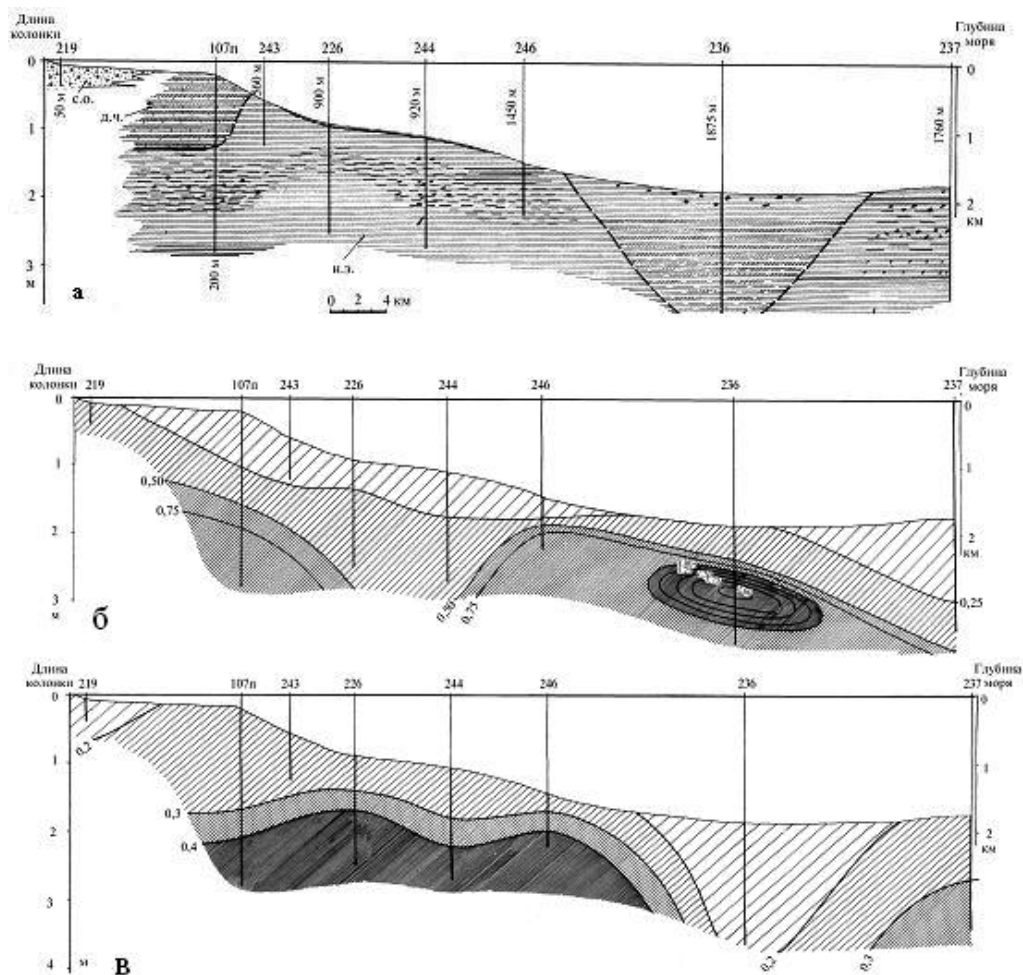 Длина колонки
Глубина моря
219 107п 243 226 244 246 236 237
0
1
2
3
м
0
1
2
км
с.о.
д.ч.
н.э.
50 м
200 м
900 м
920 м
1450 м
1875 м
1760 м
0 2 4 км
а
Длина колонки
Глубина моря
219 107п 243 226 244 246 236 237
0
1
2
3
м
0
1
2
км
0,50
0,75
0,50
0,75
0,25
б
Длина колонки
Глубина моря
219 107п 243 226 244 246 236 237
0
1
2
3
4 м
0
1
2
км
0,2
0,3
0,4
0,2
0,3
В